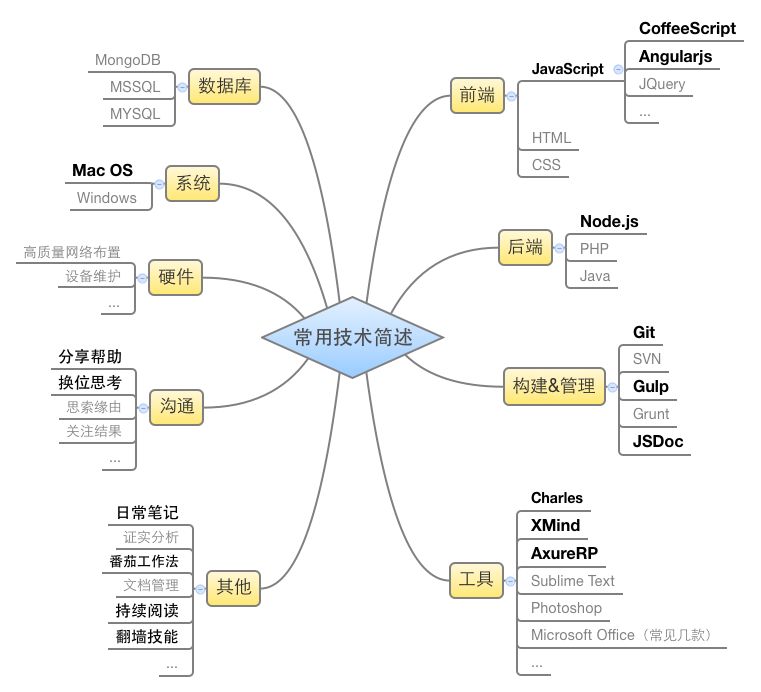 常用技术简述
前端
JavaScript
CoffeeScript
Angularjs
JQuery
...
HTML
CSS
后端
Node.js
PHP
Java
构建&管理
Git
SVN
Gulp
Grunt
JSDoc
工具
Charles
XMind
AxureRP
Sublime Text
Photoshop
Microsoft Office（常见几款）
...
数据库
MongoDB
MSSQL
MYSQL
系统
Mac OS
Windows
硬件
高质量网络布置
设备维护
...
沟通
分享帮助
换位思考
思索缘由
关注结果
...
其他
日常笔记
证实分析
番茄工作法
文档管理
持续阅读
翻墙技能
...